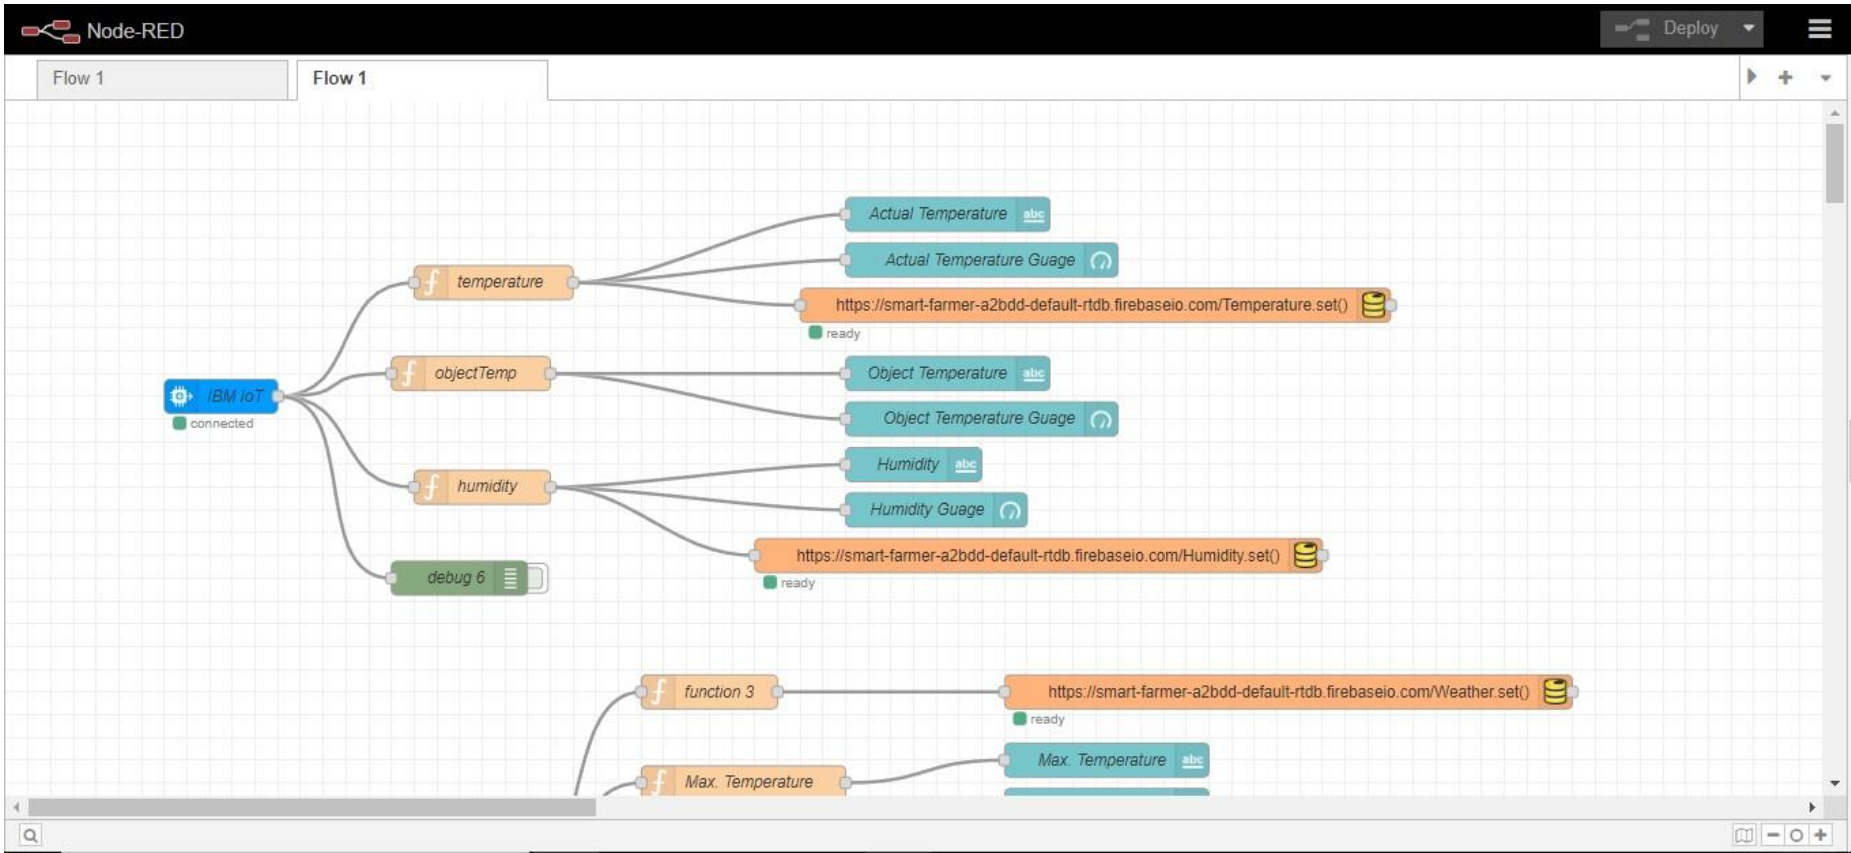 Node-RED
Deploy
Flow 1
Flow 1
Actual Temperature abc
Actual Temperature Guage
temperature
https://smart-farmer-a2bdd-default-rtdb.firebaseio.com/Temperature.set()
ready
objectTemp
Object Temperature abc
IBM IoT
connected
Object Temperature Guage
Humidity abc
humidity
Humidity Guage
https://smart-farmer-a2bdd-default-rtdb.firebaseio.com/Humidity.set()
debug 6
ready
function 3
https://smart-farmer-a2bdd-default-rtdb.firebaseio.com/Weather.set()
ready
Max. Temperature abc
Max. Temperature